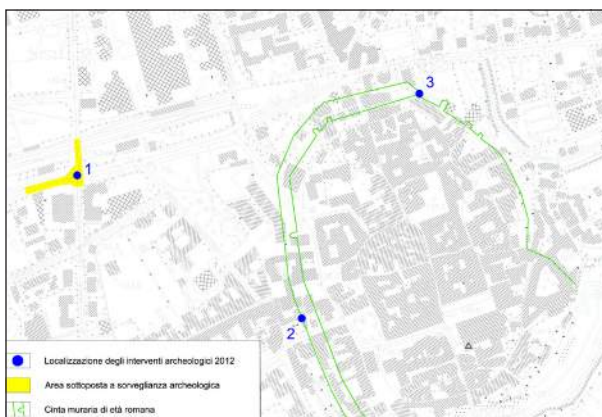 3
1
2
Localizzazione degli interventi archeologici 2012
Area sottoposta a sorveglianza archeologica
Cinta muraria di età romana